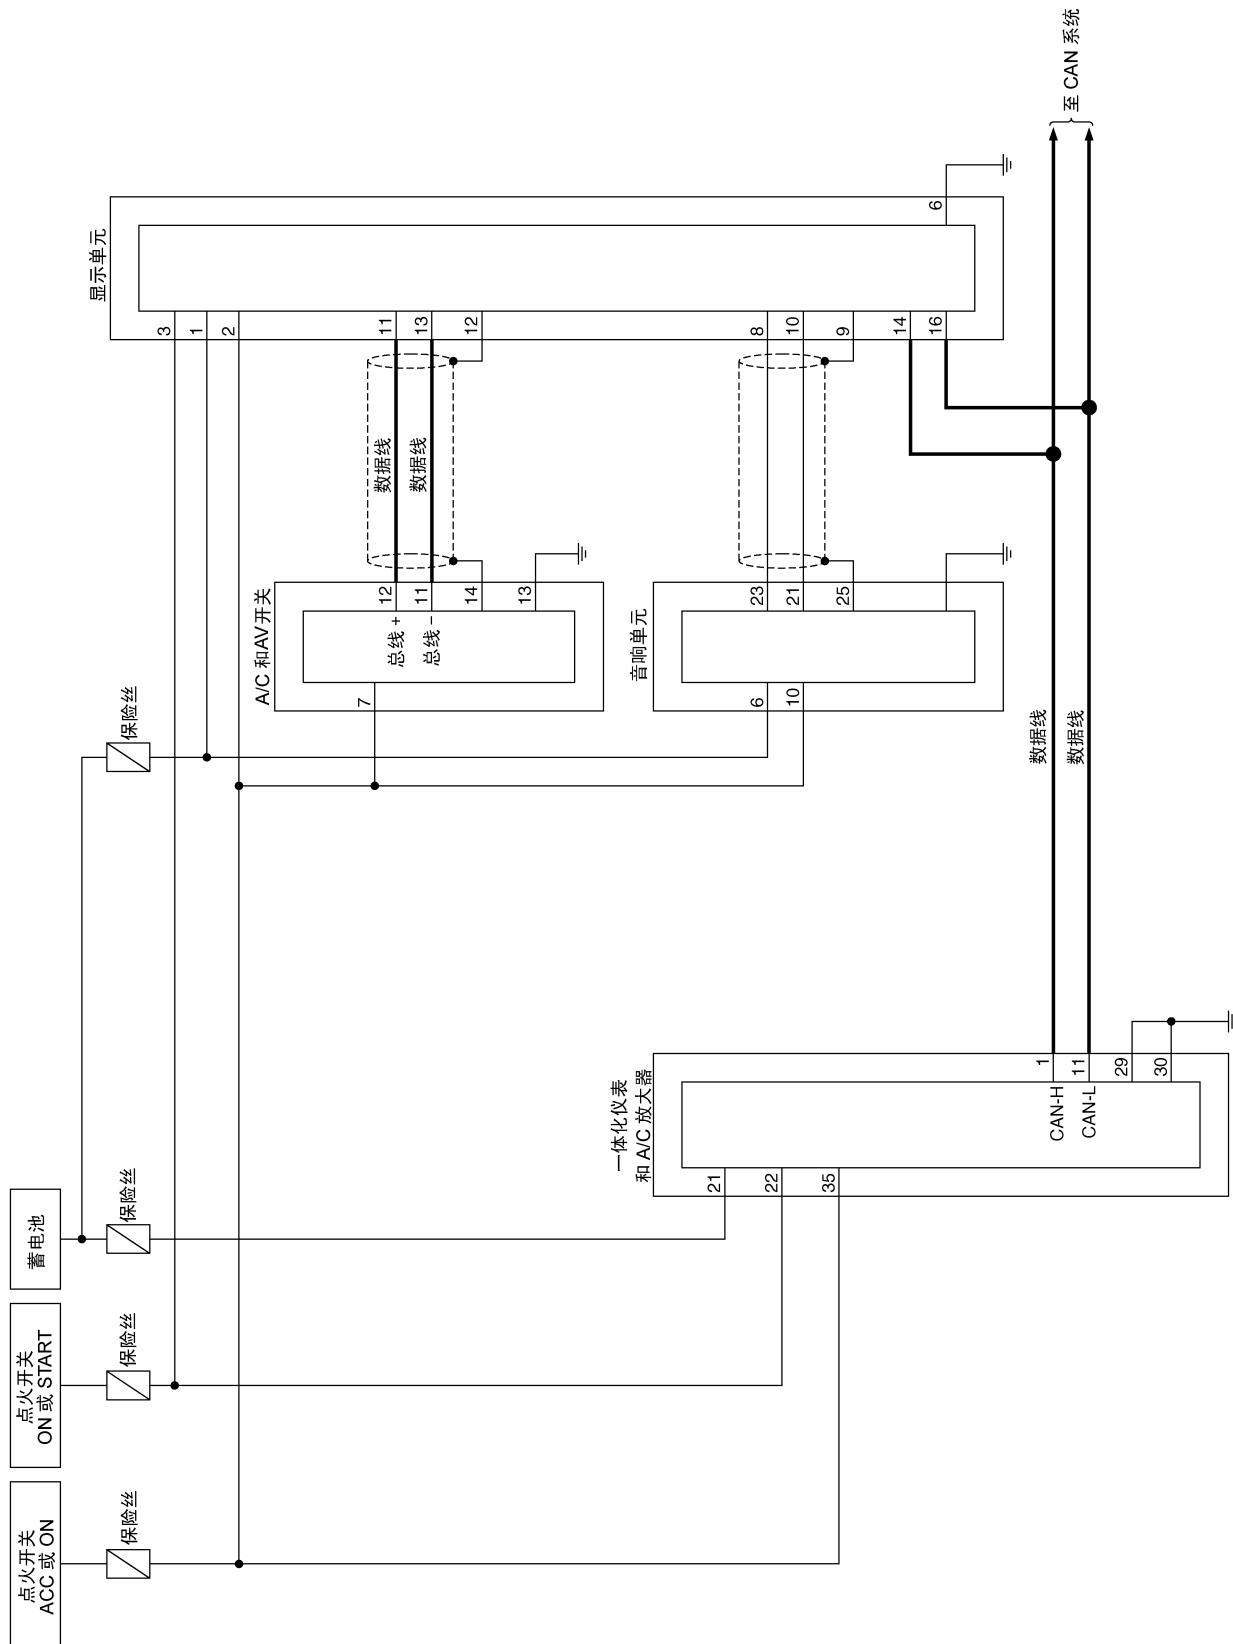 点火开关
ACC 或 ON
点火开关
ON 或 START
蓄电池
保险丝
保险丝
保险丝
保险丝
显示单元
3
1
2
11
13
12
8
10
9
14
16
6
数据线
数据线
A/C 和AV开关
12
11
14
13
总线 +
总线 −
7
音响单元
23
21
25
6
10
一体化仪表
和 A/C 放大器
21
22
35
1
11
29
30
CAN-H
CAN-L
数据线
数据线
至 CAN 系统